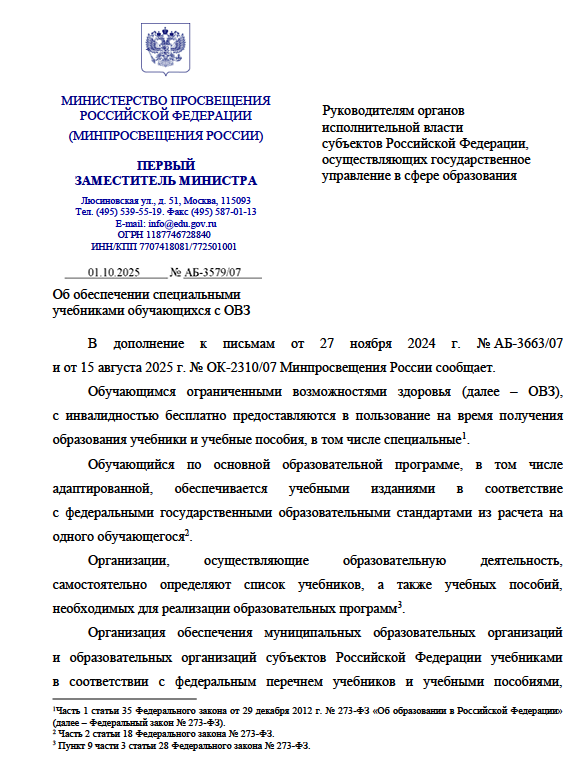 МИНИСТЕРСТВО ПРОСВЕЩЕНИЯ
РОССИЙСКОЙ ФЕДЕРАЦИИ
(МИНПРОСВЕЩЕНИЯ РОССИИ)
ПЕРВЫЙ
ЗАМЕСТИТЕЛЬ МИНИСТРА
Люсиновская ул., д. 51, Москва, 115093
Тел. (495) 539-55-19. Факс (495) 587-01-13
E-mail: info@edu.gov.ru
ОГРН 1187746728840
ИНН/КПП 7707418081/772501001
01.10.2025 № АБ-3579/07
Руководителям органов
исполнительной власти
субъектов Российской Федерации,
осуществляющих государственное
управление в сфере образования
Об обеспечении специальными
учебниками обучающихся с ОВЗ
В дополнение к письмам от 27 ноября 2024 г. № АБ-3663/07
и от 15 августа 2025 г. № ОК-2310/07 Минпросвещения России сообщает.
Обучающимся ограниченными возможностями здоровья (далее – ОВЗ),
с инвалидностью бесплатно предоставляются в пользование на время получения
образования учебники и учебные пособия, в том числе специальные¹.
Обучающийся по основной образовательной программе, в том числе
адаптированной, обеспечивается учебными изданиями в соответствие
с федеральными государственными образовательными стандартами из расчета на
одного обучающегося².
Организации, осуществляющие образовательную деятельность,
самостоятельно определяют список учебников, а также учебных пособий,
необходимых для реализации образовательных программ³.
Организация обеспечения муниципальных образовательных организаций
и образовательных организаций субъектов Российской Федерации учебниками
в соответствии с федеральным перечнем учебников и учебными пособиями,
¹Часть 1 статьи 35 Федерального закона от 29 декабря 2012 г. № 273-ФЗ «Об образовании в Российской Федерации»
(далее – Федеральный закон № 273-ФЗ).
² Часть 2 статьи 18 Федерального закона № 273-ФЗ.
³ Пункт 9 части 3 статьи 28 Федерального закона № 273-ФЗ.